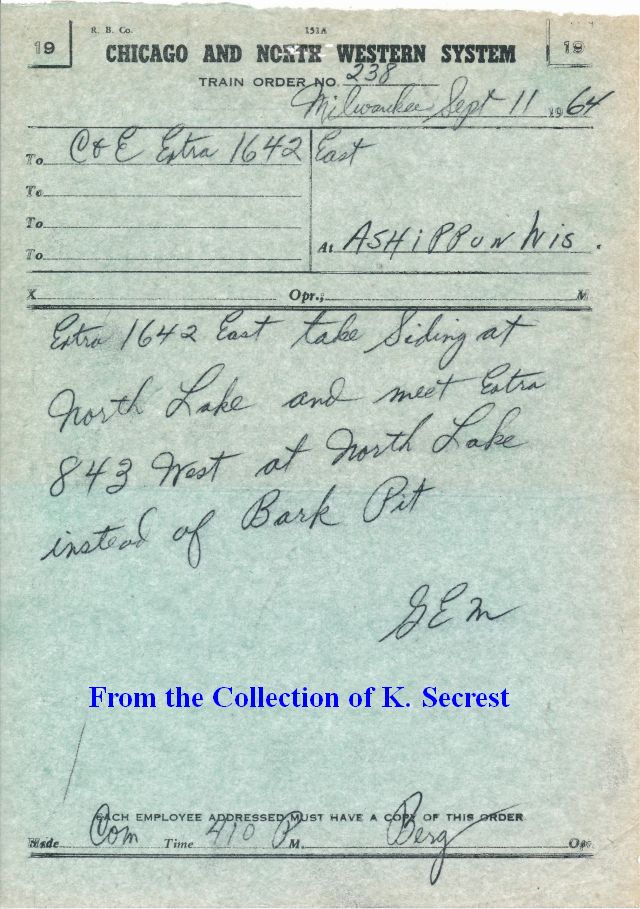 R. B. Co. 151A
19 CHICAGO AND NORTH WESTERN SYSTEM 19
TRAIN ORDER NO. 238
Milwaukee Sept 11 1964
To C & E Extra 1642 East
To
To
To At ASHIPPUN Wis.
X Opr.; M
Extra 1642 East take Siding at
North Lake and meet Extra
843 West at North Lake
instead of Bark Pit
G E M
From the Collection of K. Secrest
EACH EMPLOYEE ADDRESSED MUST HAVE A COPY OF THIS ORDER
Made Com Time 410 P M. Berg Opr.